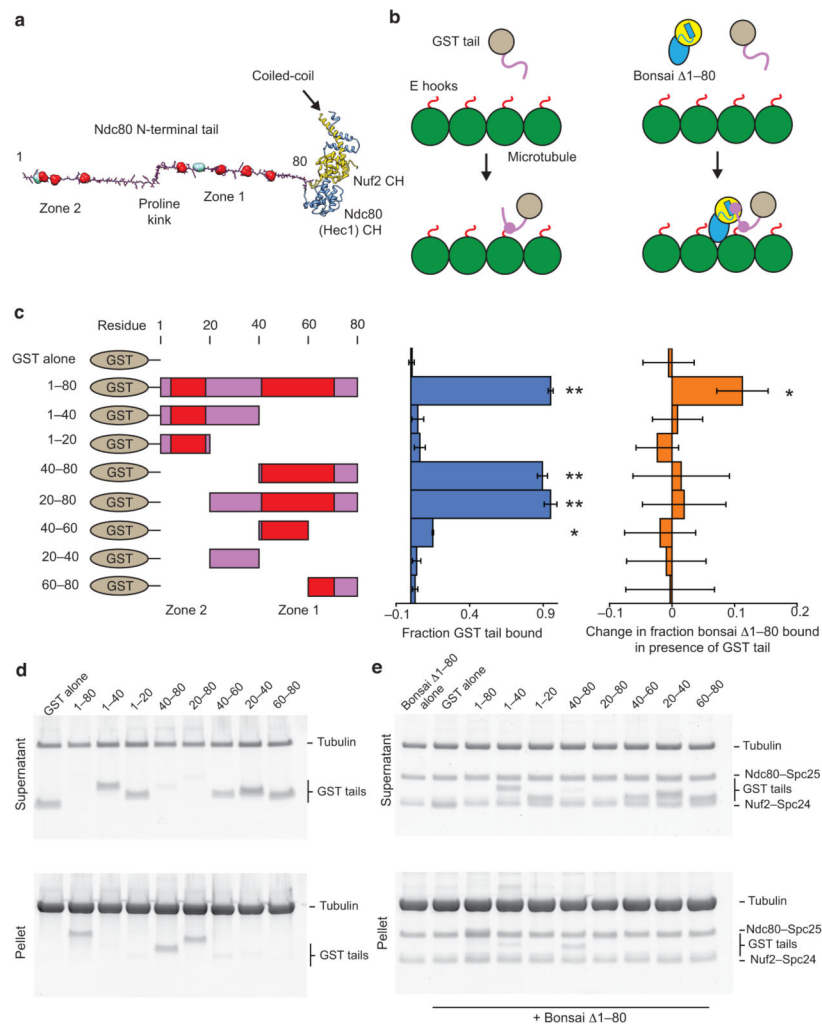 a
Coiled-coil
Ndc80 N-terminal tail
1
80
Nuf2 CH
Zone 2
Proline
kink
Zone 1
Ndc80
(Hec1) CH
b
GST tail
E hooks
Microtubule
Bonsai Δ1–80
c
Residue 1 20 40 60 80
GST alone GST
1–80 GST
1–40 GST
1–20 GST
40–80 GST
20–80 GST
40–60 GST
20–40 GST
60–80 GST
Zone 2 Zone 1
**
**
**
*
–0.1 0.4 0.9
Fraction GST tail bound
*
–0.1 0 0.1 0.2
Change in fraction bonsai Δ1–80 bound
in presence of GST tail
d
GST alone 1–80 1–40 1–20 40–80 20–80 40–60 20–40 60–80
Supernatant
Tubulin
GST tails
Pellet
Tubulin
GST tails
e
Bonsai Δ1–80
alone
GST alone 1–80 1–40 1–20 40–80 20–80 40–60 20–40 60–80
Supernatant
Tubulin
Ndc80–Spc25
GST tails
Nuf2–Spc24
Pellet
Tubulin
Ndc80–Spc25
GST tails
Nuf2–Spc24
+ Bonsai Δ1–80